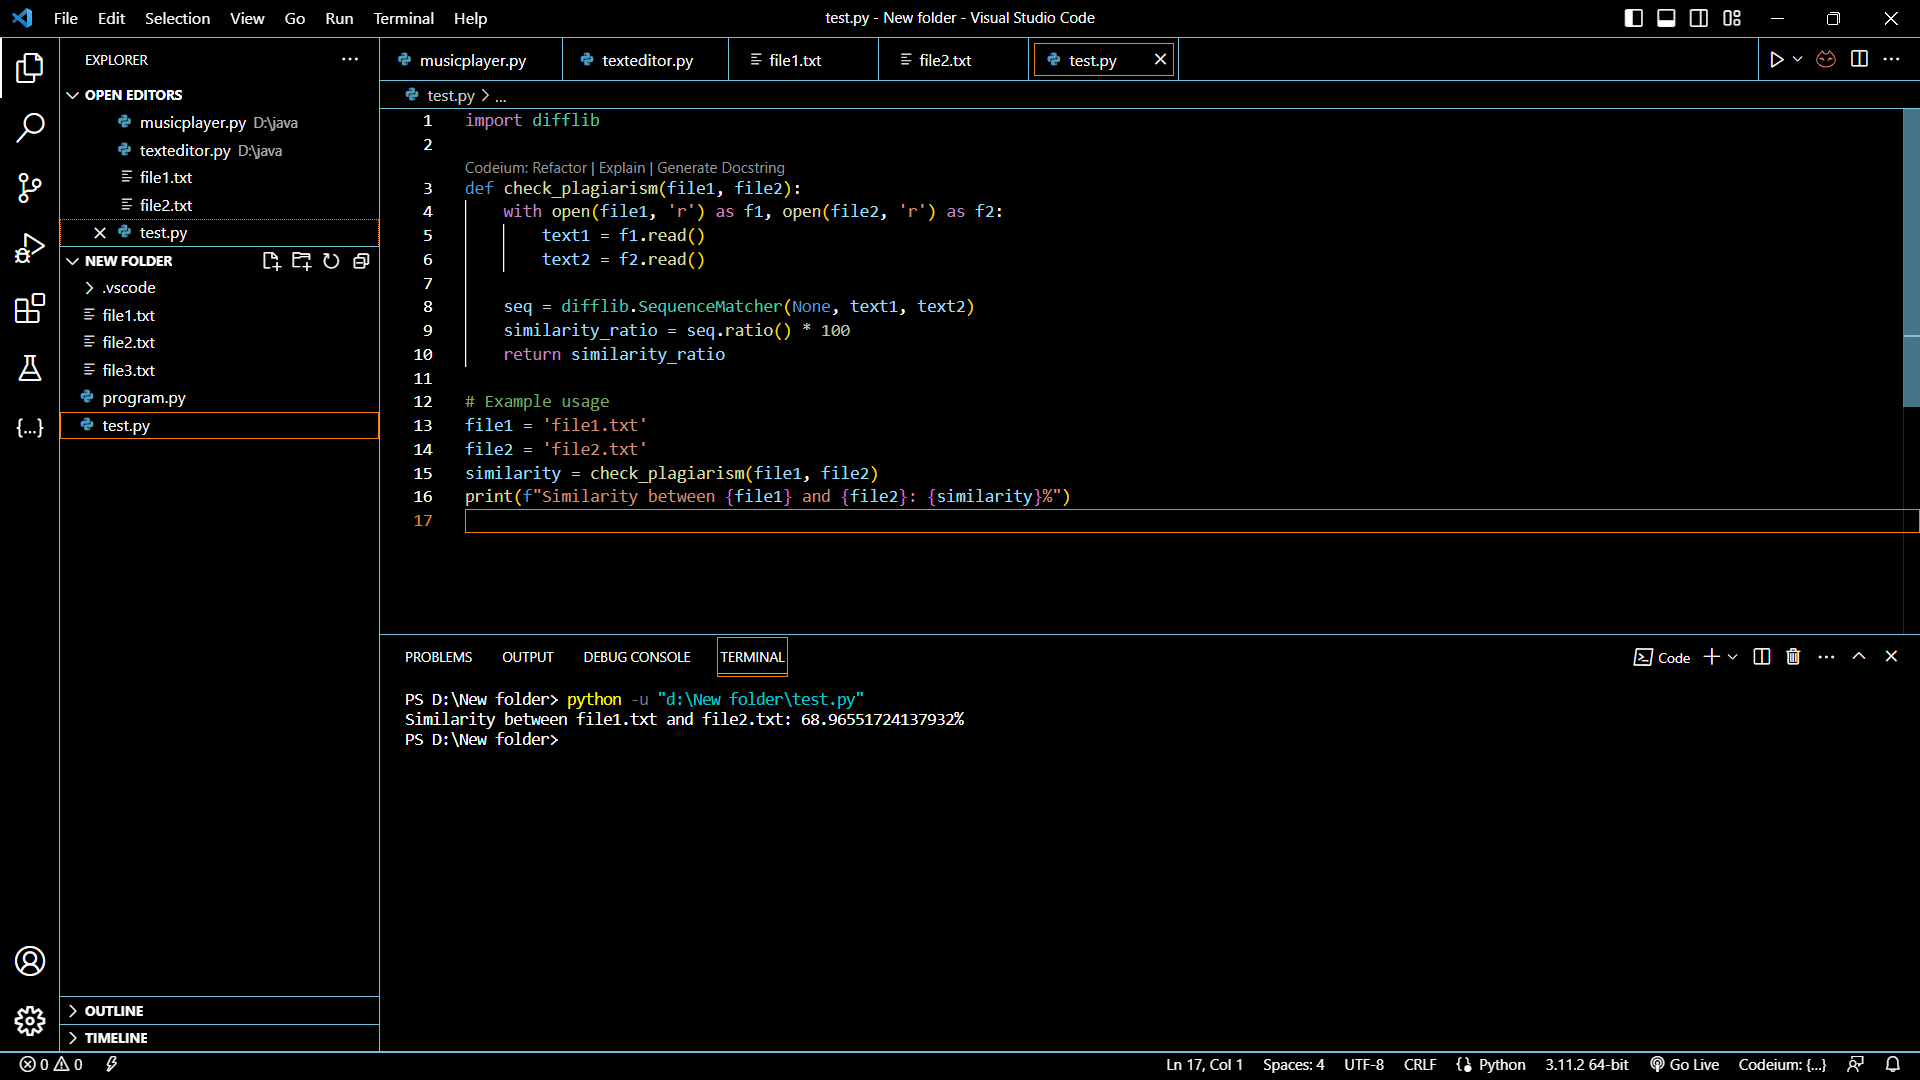 File Edit Selection View Go Run Terminal Help
test.py - New folder - Visual Studio Code
EXPLORER
OPEN EDITORS
musicplayer.py D:\java
texteditor.py D:\java
file1.txt
file2.txt
test.py
NEW FOLDER
.vscode
file1.txt
file2.txt
file3.txt
program.py
test.py
OUTLINE
TIMELINE
musicplayer.py texteditor.py file1.txt file2.txt test.py
test.py > ...
1 import difflib
2
Codeium: Refactor | Explain | Generate Docstring
3 def check_plagiarism(file1, file2):
4     with open(file1, 'r') as f1, open(file2, 'r') as f2:
5         text1 = f1.read()
6         text2 = f2.read()
7
8     seq = difflib.SequenceMatcher(None, text1, text2)
9     similarity_ratio = seq.ratio() * 100
10     return similarity_ratio
11
12 # Example usage
13 file1 = 'file1.txt'
14 file2 = 'file2.txt'
15 similarity = check_plagiarism(file1, file2)
16 print(f"Similarity between {file1} and {file2}: {similarity}%")
17
PROBLEMS OUTPUT DEBUG CONSOLE TERMINAL
Code
PS D:\New folder> python -u "d:\New folder\test.py"
Similarity between file1.txt and file2.txt: 68.96551724137932%
PS D:\New folder>
0 0
Ln 17, Col 1 Spaces: 4 UTF-8 CRLF Python 3.11.2 64-bit Go Live Codeium: {...}